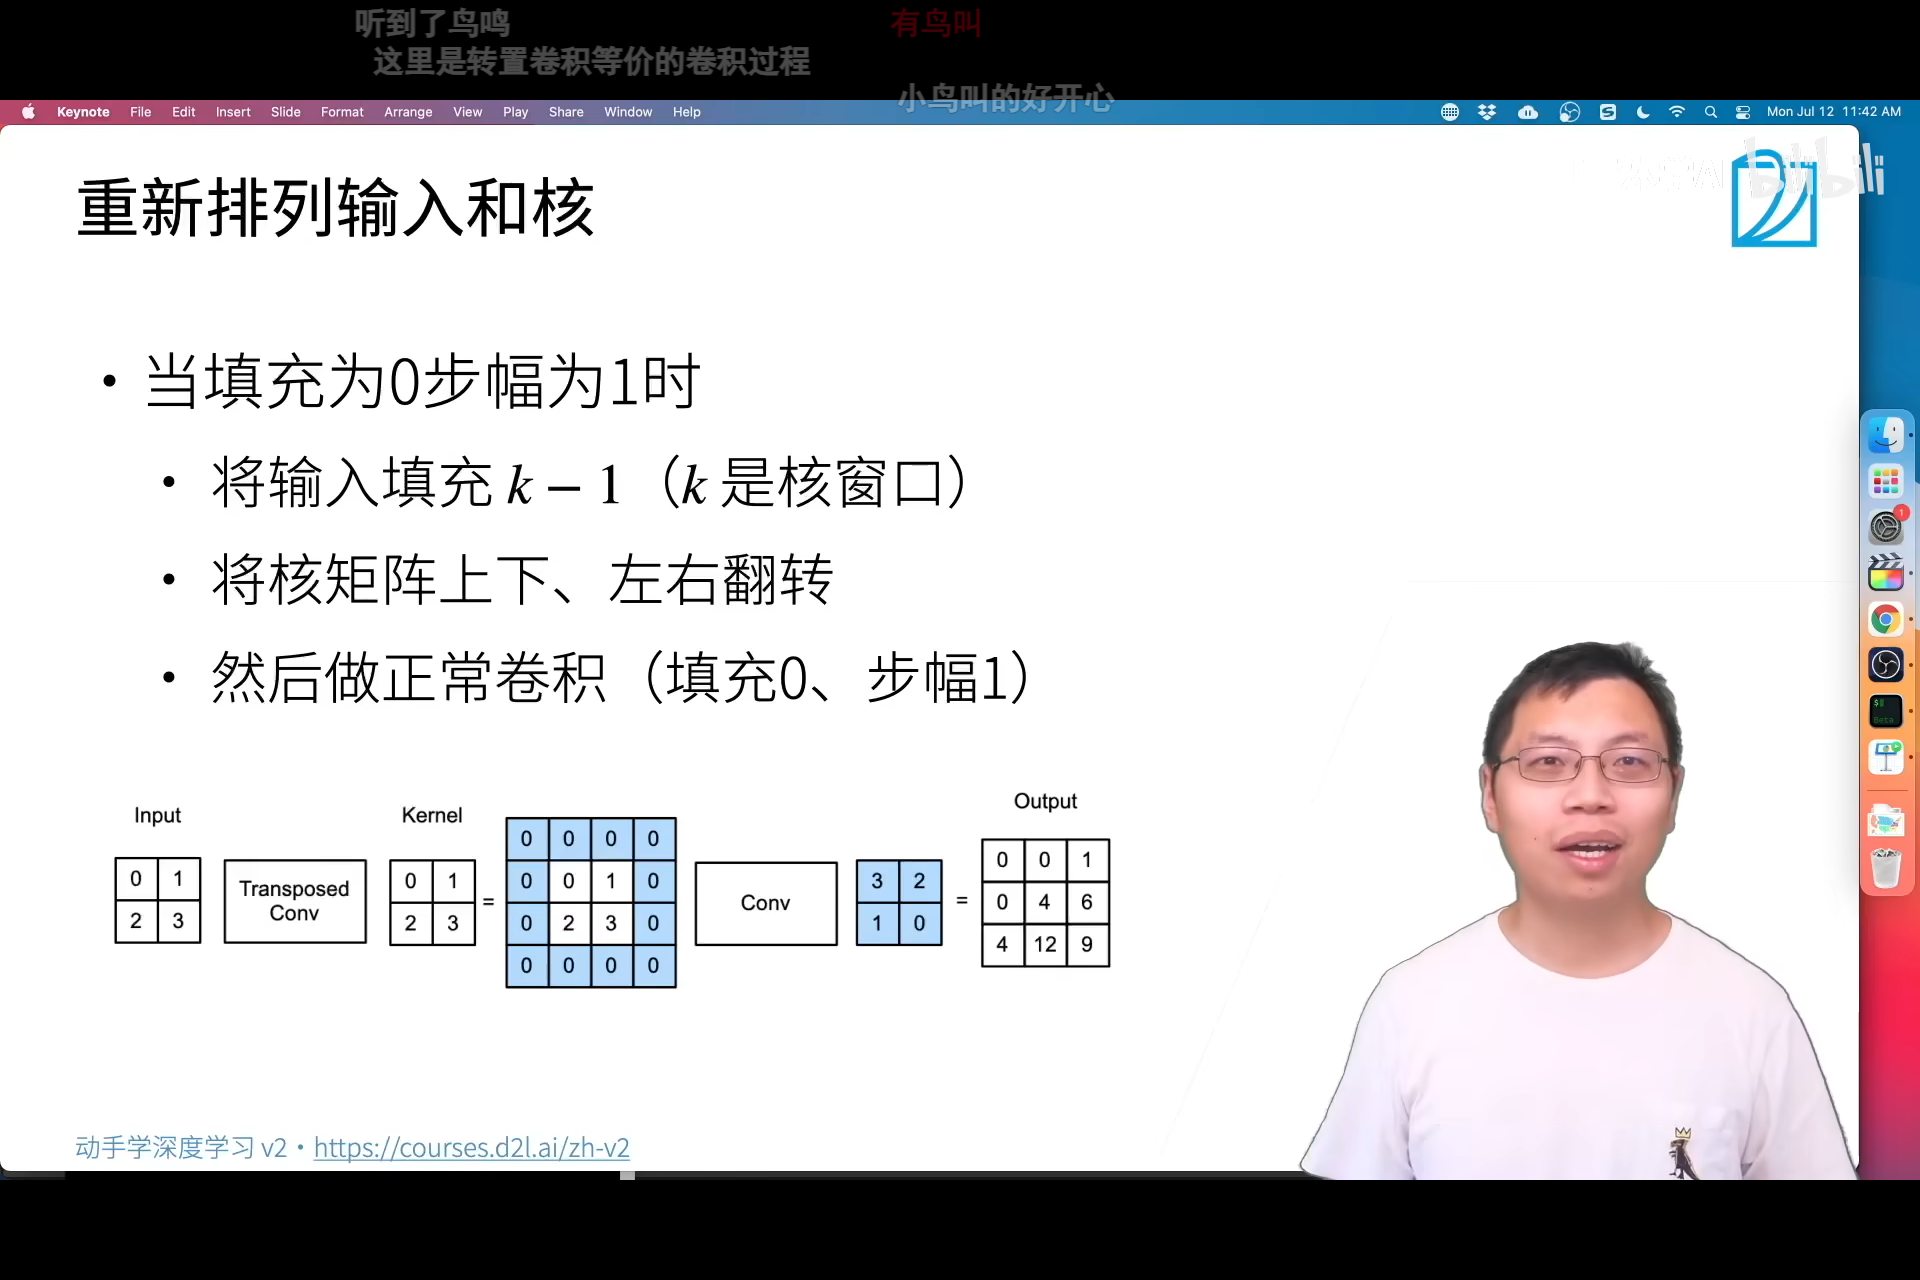 听到了鸟鸣
有鸟叫
这里是转置卷积等价的卷积过程
小鸟叫的好开心
Keynote File Edit Insert Slide Format Arrange View Play Share Window Help
Mon Jul 12 11:42 AM
bilibili
重新排列输入和核
• 当填充为0步幅为1时
• 将输入填充 k − 1（k 是核窗口）
• 将核矩阵上下、左右翻转
• 然后做正常卷积（填充0、步幅1）
Input
Kernel
Output
0 1
2 3
Transposed
Conv
0 1
2 3
=
0 0 0 0
0 0 1 0
0 2 3 0
0 0 0 0
Conv
3 2
1 0
=
0 0 1
0 4 6
4 12 9
1
动手学深度学习 v2 • https://courses.d2l.ai/zh-v2